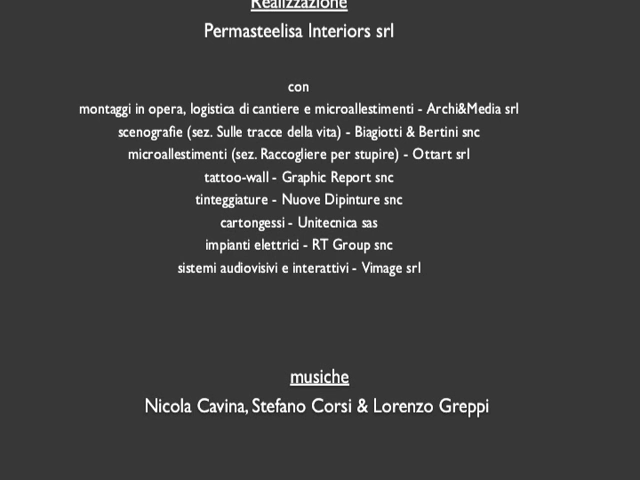 Realizzazione
Permasteelisa Interiors srl
con
montaggi in opera, logistica di cantiere e microallestimenti - Archi&Media srl
scenografie (sez. Sulle tracce della vita) - Biagiotti & Bertini snc
microallestimenti (sez. Raccogliere per stupire) - Ottart srl
tattoo-wall - Graphic Report snc
tinteggiature - Nuove Dipinture snc
cartongessi - Unitecnica sas
impianti elettrici - RT Group snc
sistemi audiovisivi e interattivi - Vimage srl
musiche
Nicola Cavina, Stefano Corsi & Lorenzo Greppi